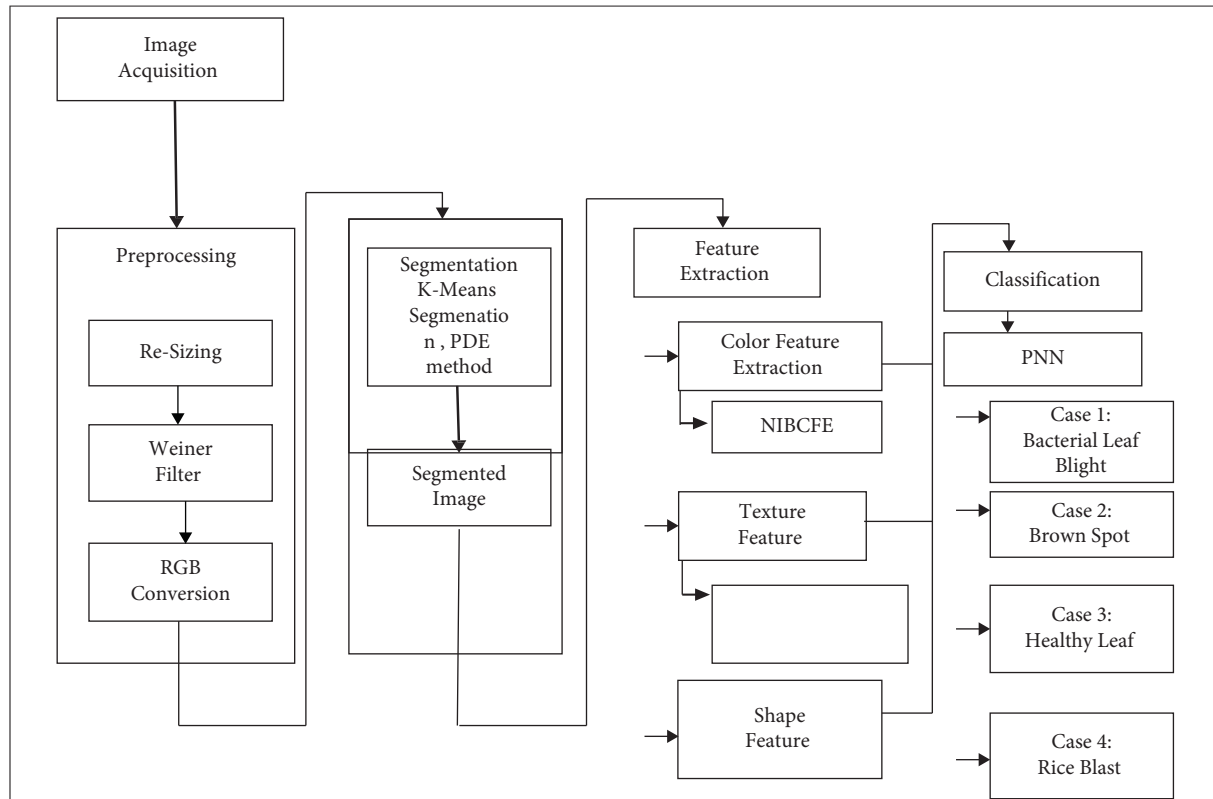 Image
Acquisition
Preprocessing
Re-Sizing
Weiner
Filter
RGB
Conversion
Segmentation
K-Means
Segmenatio
n , PDE
method
Segmented
Image
Feature
Extraction
Color Feature
Extraction
NIBCFE
Texture
Feature
Shape
Feature
Classification
PNN
Case 1:
Bacterial Leaf
Blight
Case 2:
Brown Spot
Case 3:
Healthy Leaf
Case 4:
Rice Blast